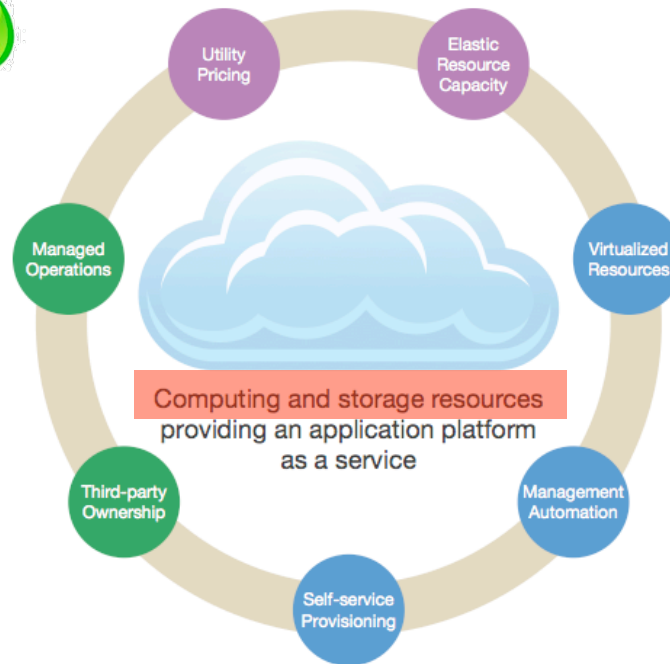 Utility
Pricing
Elastic
Resource
Capacity
Managed
Operations
Virtualized
Resources
Computing and storage resources
providing an application platform
as a service
Third-party
Ownership
Management
Automation
Self-service
Provisioning